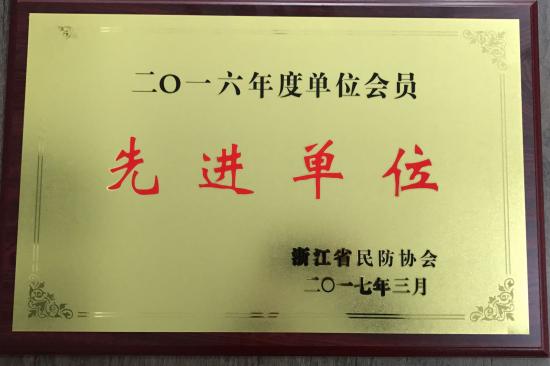 二〇一六年度单位会员
先进单位
浙江省民防协会
二〇一七年三月